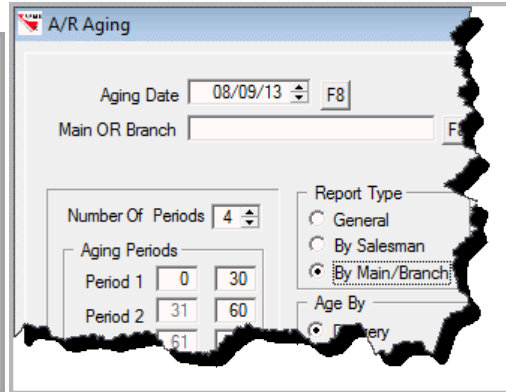 A/R Aging
Aging Date 08/09/13 F8
Main OR Branch
Number Of Periods 4
Report Type
General
By Salesman
By Main/Branch
Aging Periods
Period 1 0 30
Period 2 31 60
61
Age By